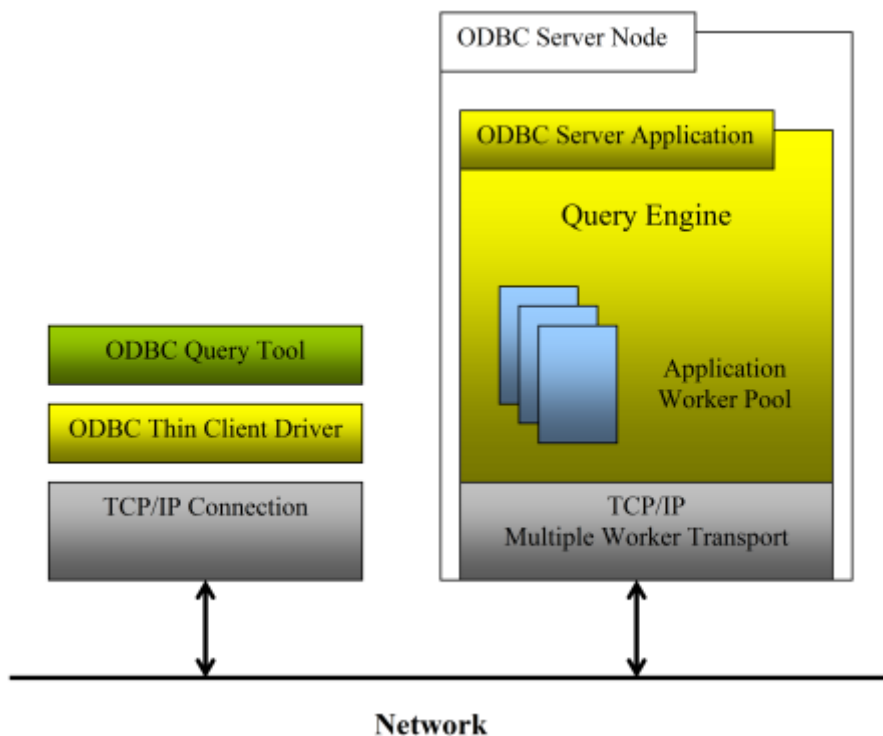 ODBC Server Node
ODBC Server Application
Query Engine
Application
Worker Pool
TCP/IP
Multiple Worker Transport
ODBC Query Tool
ODBC Thin Client Driver
TCP/IP Connection
Network